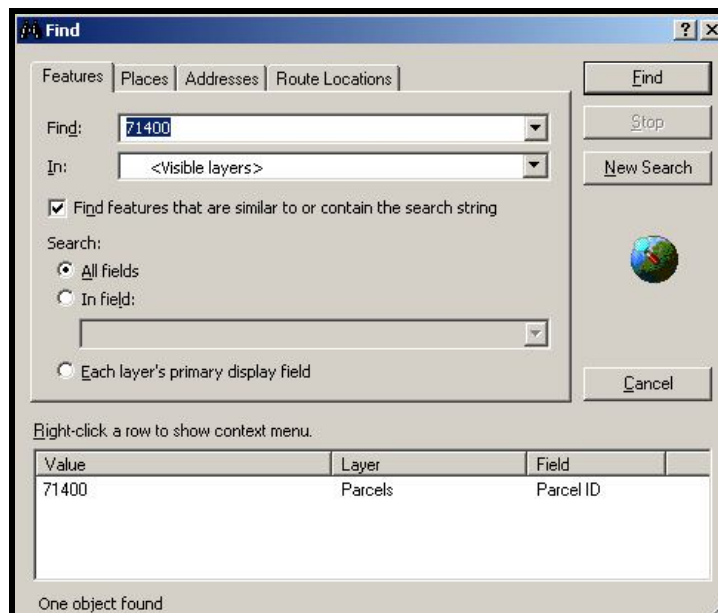 Find
Features Places Addresses Route Locations
Find
Find: 71400
Stop
In: <Visible layers>
New Search
Find features that are similar to or contain the search string
Search:
All fields
In field:
Each layer's primary display field
Cancel
Right-click a row to show context menu.
Value Layer Field
71400 Parcels Parcel ID
One object found